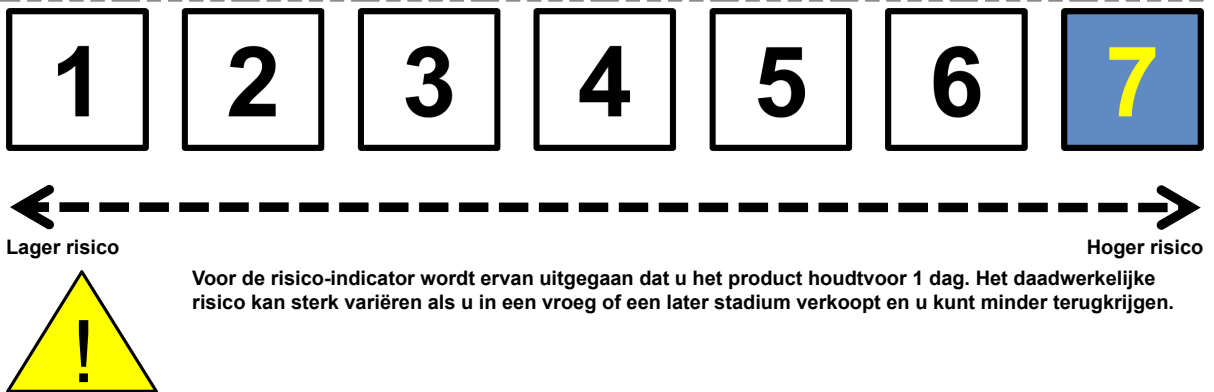 1 2 3 4 5 6 7
Lager risico Hoger risico
Voor de risico-indicator wordt ervan uitgegaan dat u het product houdtvoor 1 dag. Het daadwerkelijke
risico kan sterk variëren als u in een vroeg of een later stadium verkoopt en u kunt minder terugkrijgen.
!